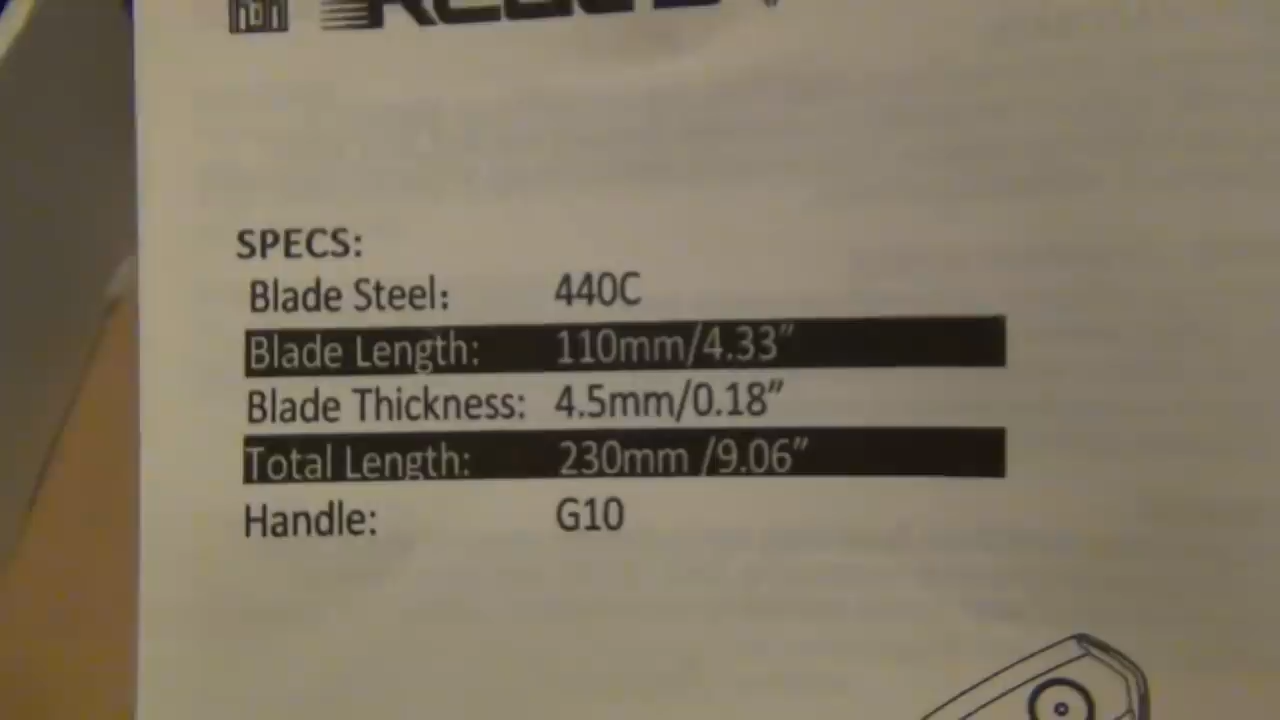 SPECS:
Blade Steel: 440C
Blade Length: 110mm/4.33”
Blade Thickness: 4.5mm/0.18”
Total Length: 230mm /9.06”
Handle: G10